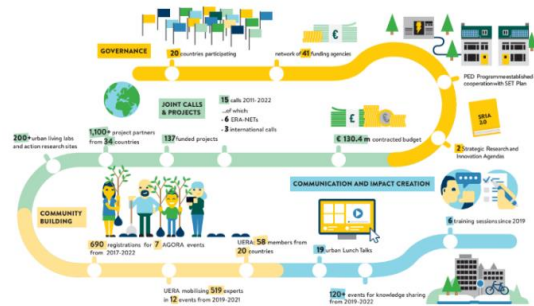 GOVERNANCE
20 countries participating
network of 41 funding agencies
PED Programme established
cooperation with SET Plan
SRIA
2.0
2 Strategic Research and
Innovation Agendas
JOINT CALLS
& PROJECTS
15 calls 2011-2022
...of which:
- 6 ERA-NETs
- 3 international calls
200+ urban living labs
and action research sites
1,100+ project partners
from 34 countries
137 funded projects
€ 130.4 m contracted budget
COMMUNICATION AND IMPACT CREATION
COMMUNITY
BUILDING
690 registrations for 7 AGORA events
from 2017-2022
UERA: 58 members from
20 countries
19 urban Lunch Talks
6 training sessions since 2019
UERA mobilising 519 experts
in 12 events from 2019-2021
120+ events for knowledge sharing
from 2019-2022